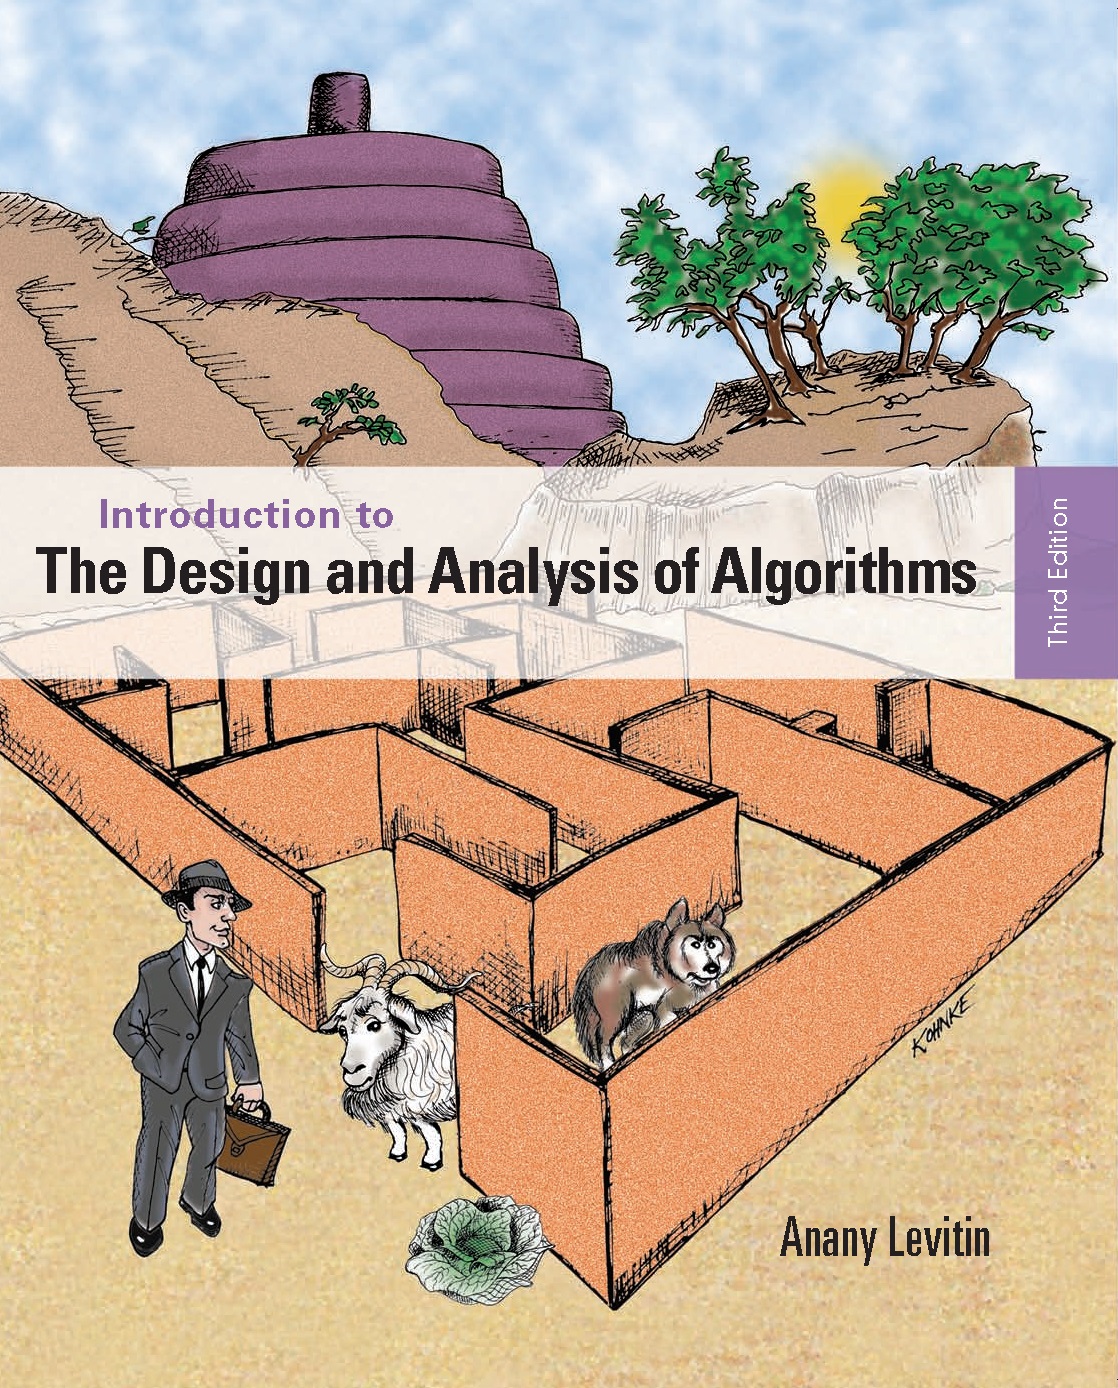 Introduction to
The Design and Analysis of Algorithms
Third Edition
KOHNKE
Anany Levitin